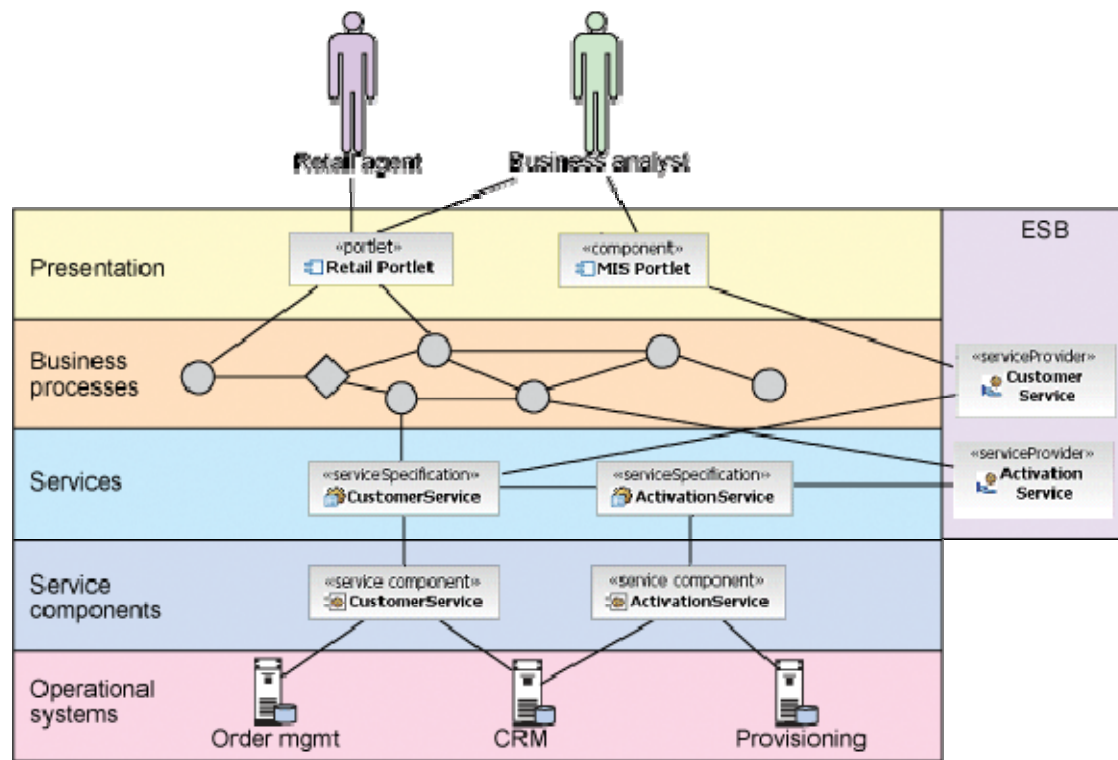 Retail agent
Business analyst
Presentation
«portlet»
Retail Portlet
«component»
MIS Portlet
ESB
Business
processes
«serviceProvider»
Customer
Service
Services
«serviceSpecification»
CustomerService
«serviceSpecification»
ActivationService
«serviceProvider»
Activation
Service
Service
components
«service component»
CustomerService
«service component»
ActivationService
Operational
systems
Order mgmt
CRM
Provisioning